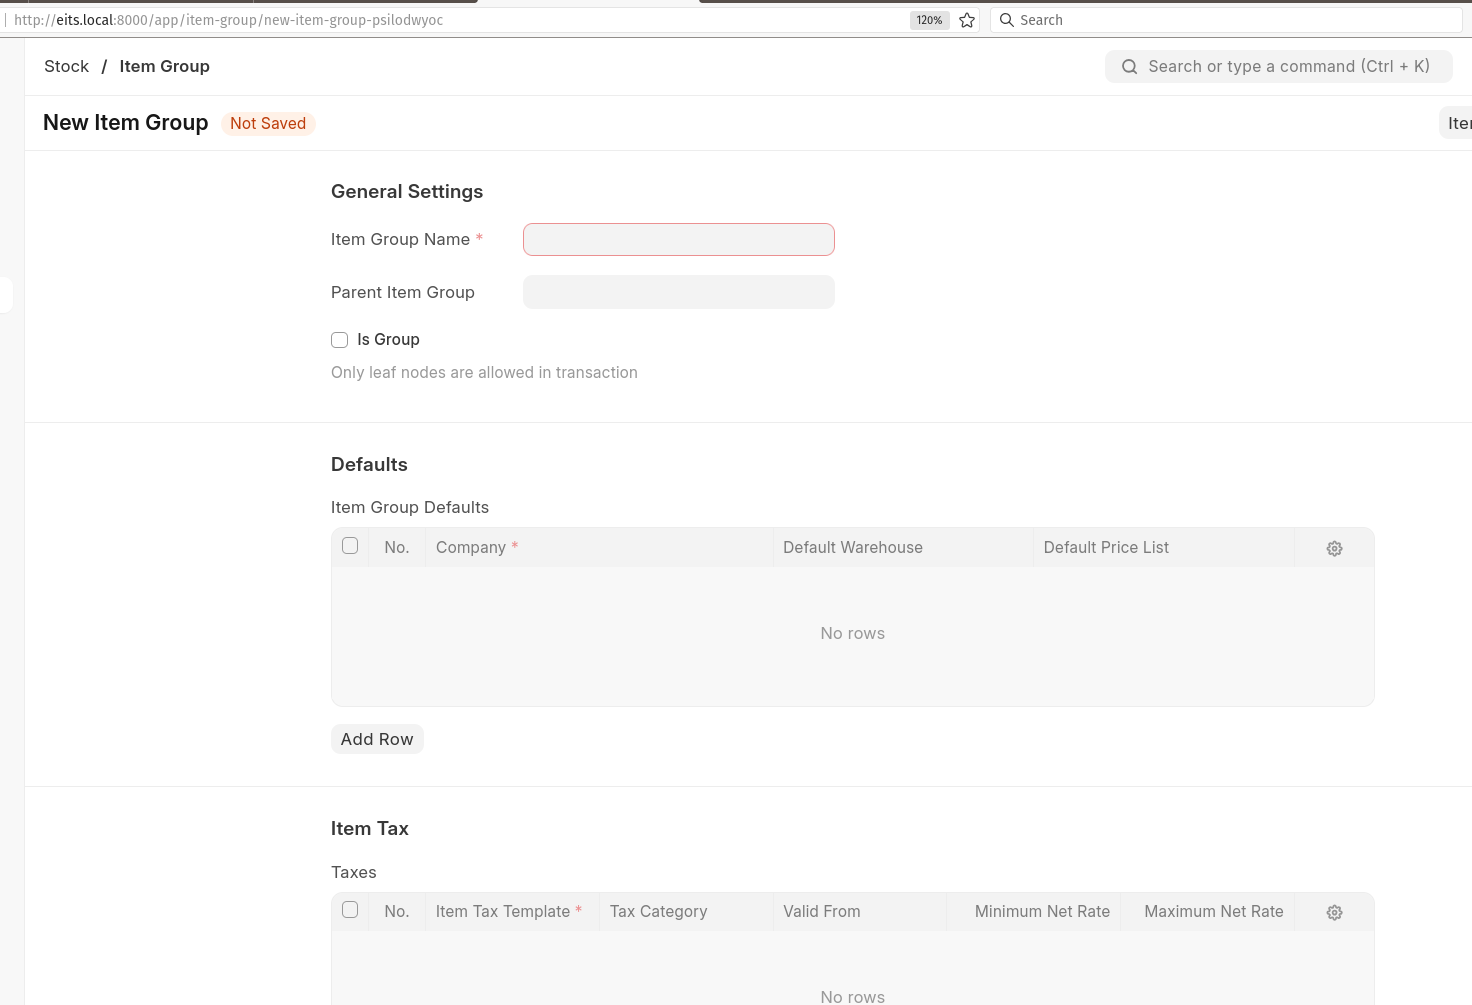 http://eits.local:8000/app/item-group/new-item-group-psilodwyoc
120%
Search
Stock / Item Group
Search or type a command (Ctrl + K)
New Item Group
Not Saved
General Settings
Item Group Name *
Parent Item Group
Is Group
Only leaf nodes are allowed in transaction
Defaults
Item Group Defaults
No. Company * Default Warehouse Default Price List
No rows
Add Row
Item Tax
Taxes
No. Item Tax Template * Tax Category Valid From Minimum Net Rate Maximum Net Rate
No rows